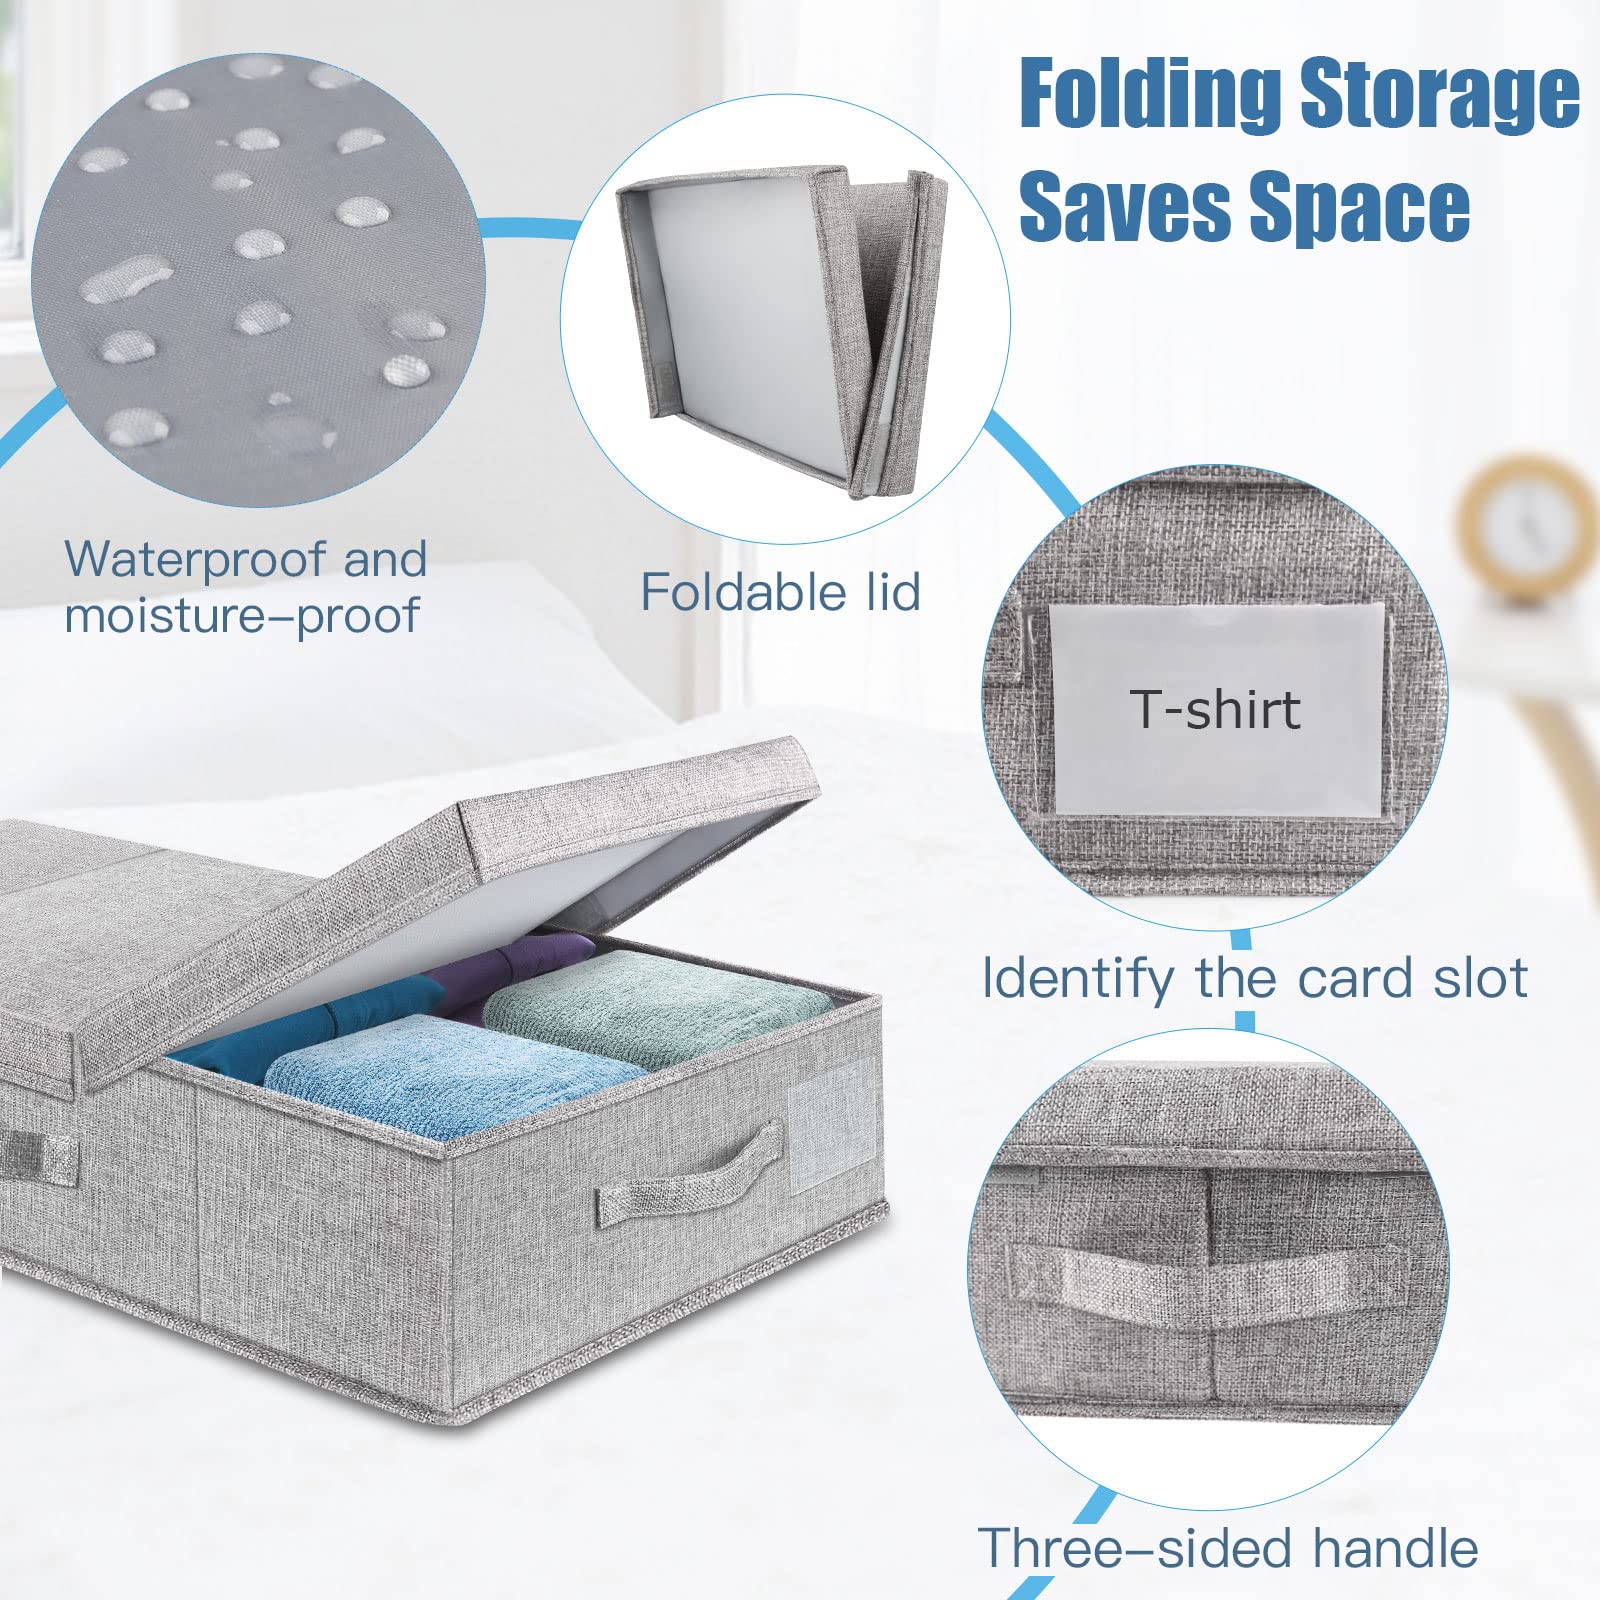 Folding Storage
Saves Space
Waterproof and
moisture-proof
Foldable lid
T-shirt
Identify the card slot
Three-sided handle